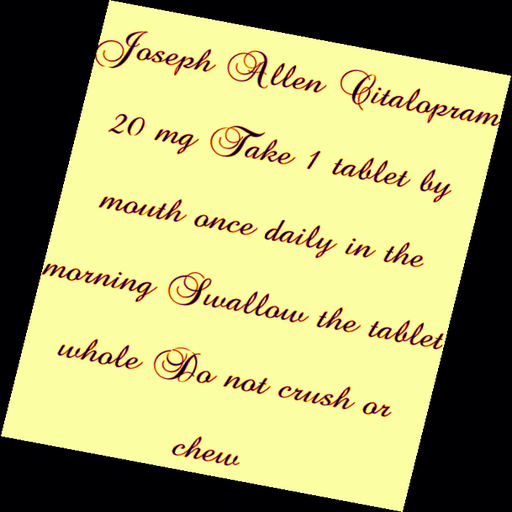 Joseph Allen Citalopram
20 mg Take 1 tablet by
mouth once daily in the
morning Swallow the tablet
whole Do not crush or
chew